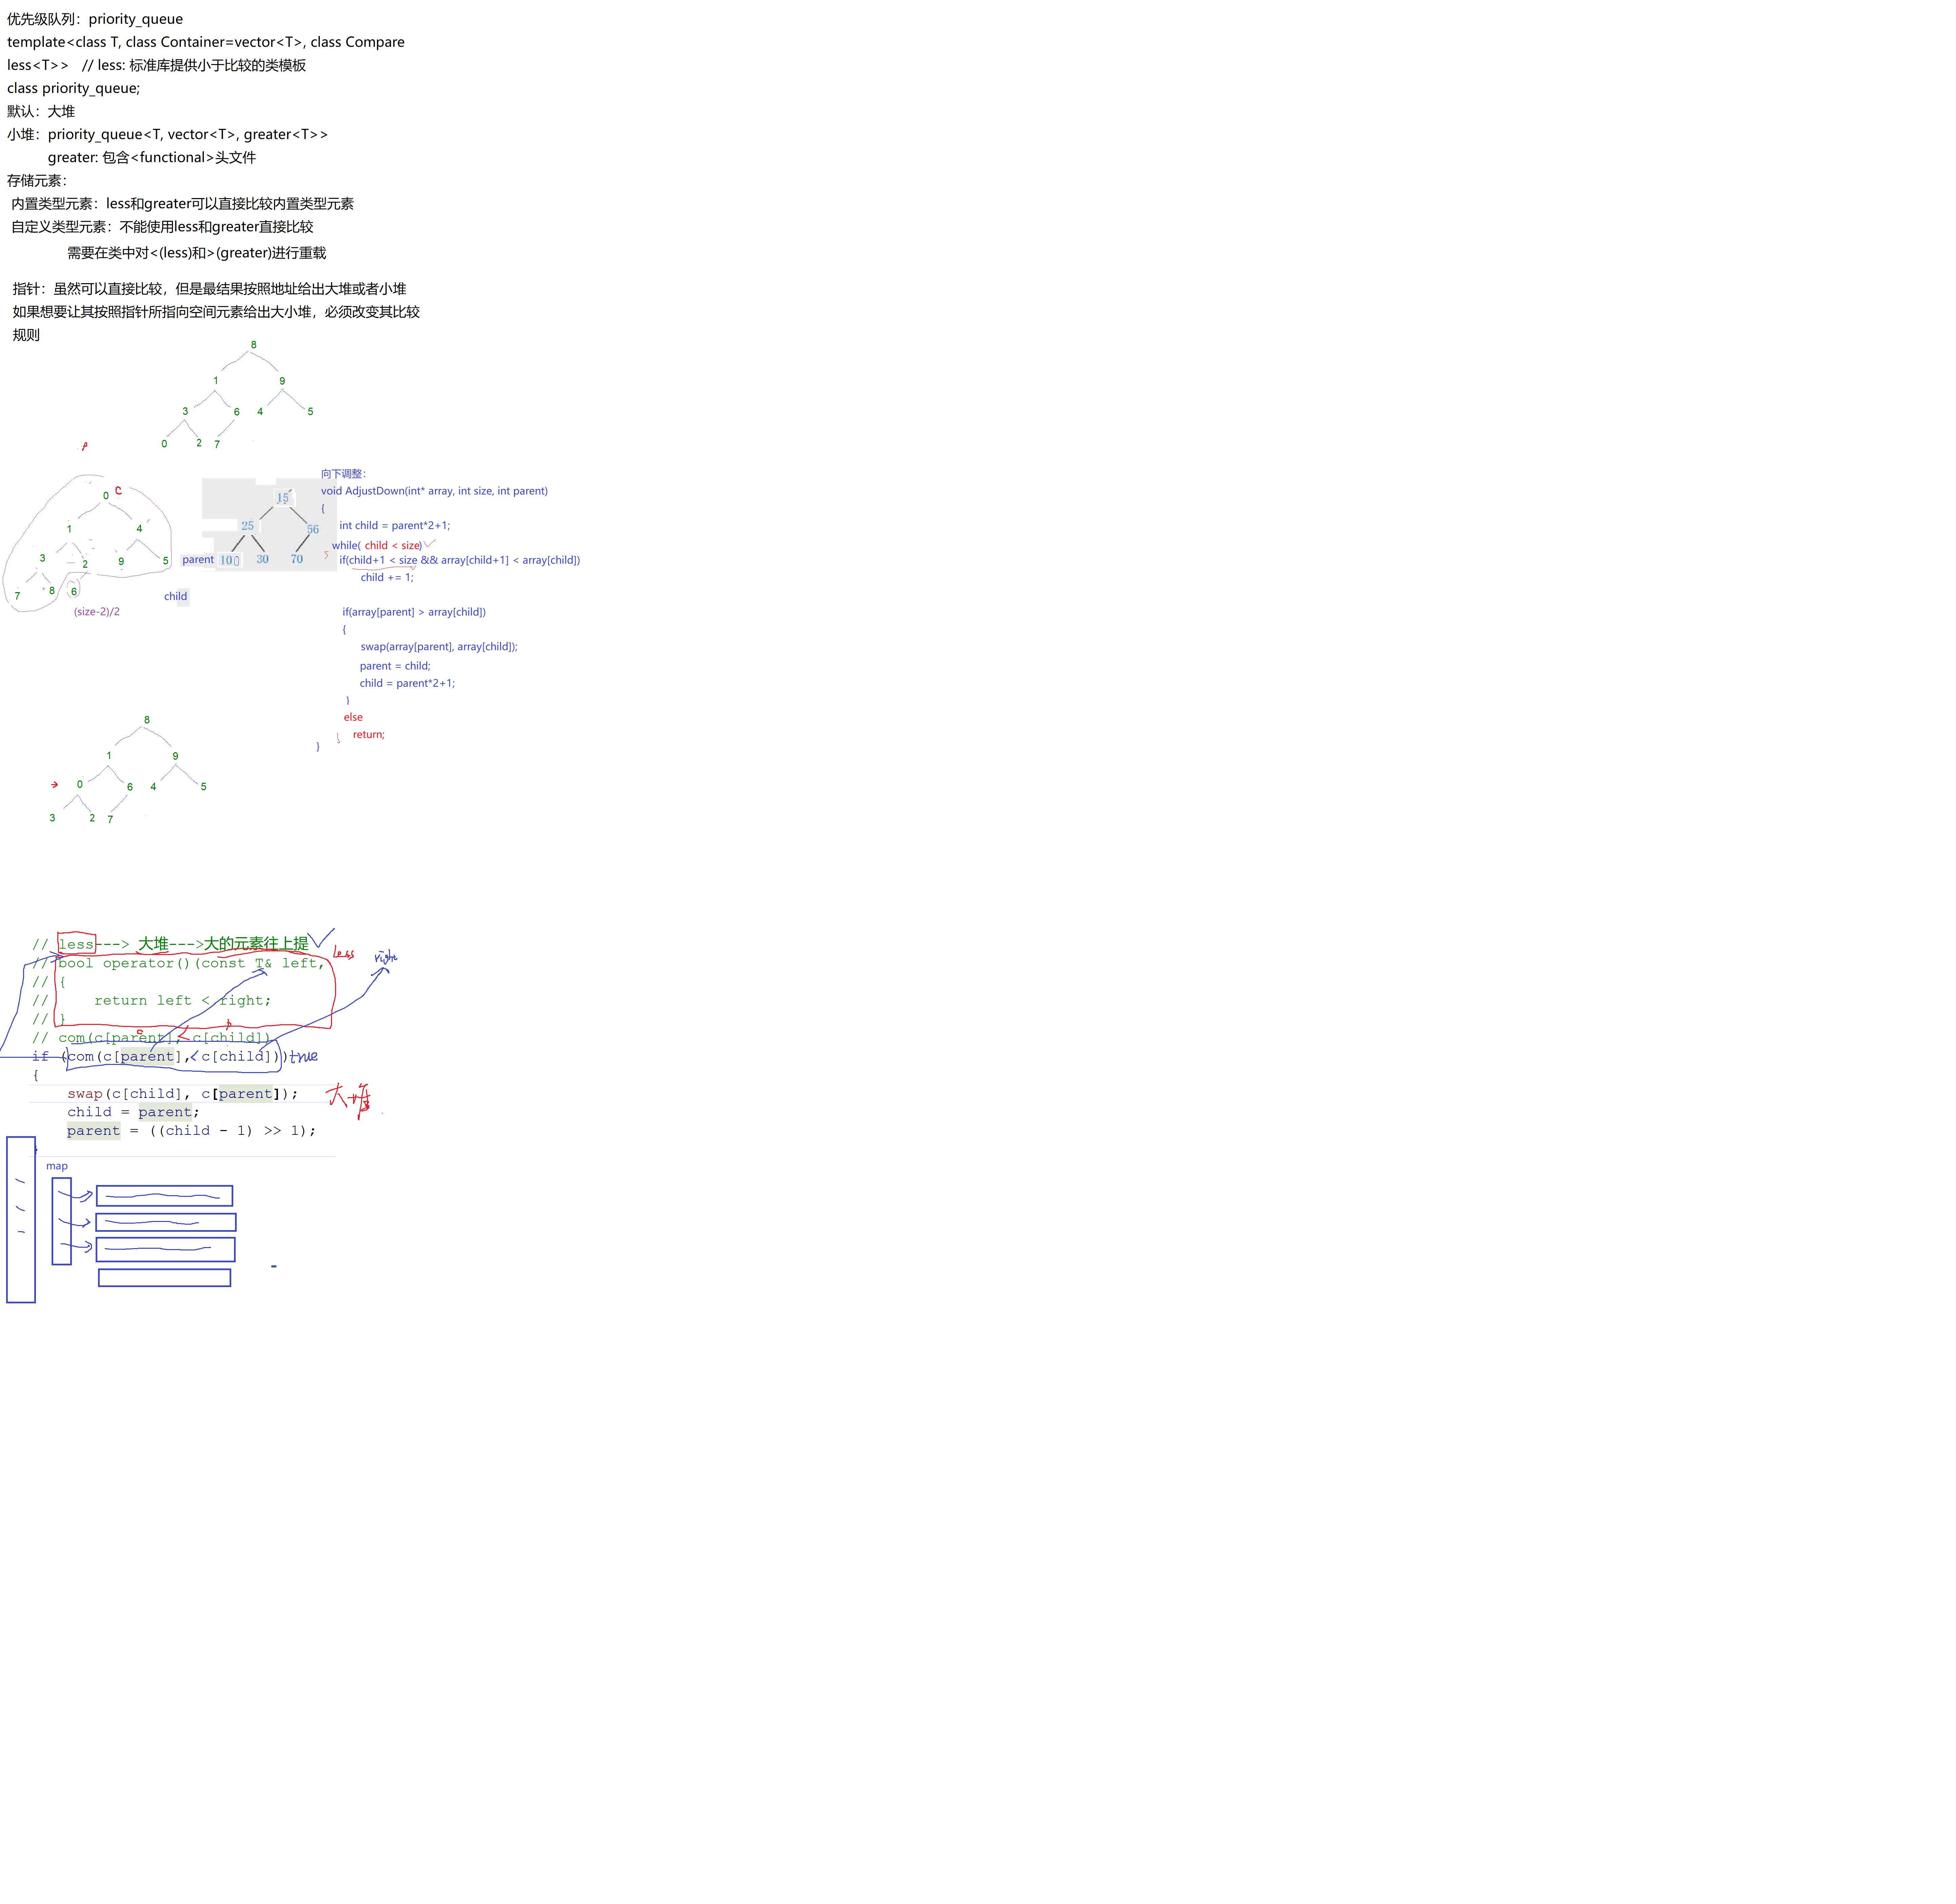 优先级队列：priority_queue
template<class T, class Container=vector<T>, class Compare
less<T>> // less: 标准库提供小于比较的类模板
class priority_queue;
默认：大堆
小堆：priority_queue<T, vector<T>, greater<T>>
greater: 包含<functional>头文件
存储元素：
内置类型元素：less和greater可以直接比较内置类型元素
自定义类型元素：不能使用less和greater直接比较
需要在类中对<(less)和>(greater)进行重载
指针：虽然可以直接比较，但是最结果按照地址给出大堆或者小堆
如果想要让其按照指针所指向空间元素给出大小堆，必须改变其比较
规则
8
1 9
3 6 4 5
0 2 7
P
C
0
1 4
3 2 9 5
7 8 6
(size-2)/2
15
25 56
parent 100 30 70
child
向下调整：
void AdjustDown(int* array, int size, int parent)
{
int child = parent*2+1;
while( child < size)
{
if(child+1 < size && array[child+1] < array[child])
child += 1;
if(array[parent] > array[child])
{
swap(array[parent], array[child]);
parent = child;
child = parent*2+1;
}
else
return;
}
}
8
1 9
0 6 4 5
3 2 7
// less---> 大堆--->大的元素往上提
less
right
// bool operator()(const T& left,
// {
// return left < right;
// }
// com(c[parent], c[child])
<
if (com(c[parent], c[child])) true
<
{
swap(c[child], c[parent]);
大堆
child = parent;
parent = ((child - 1) >> 1);
}
map